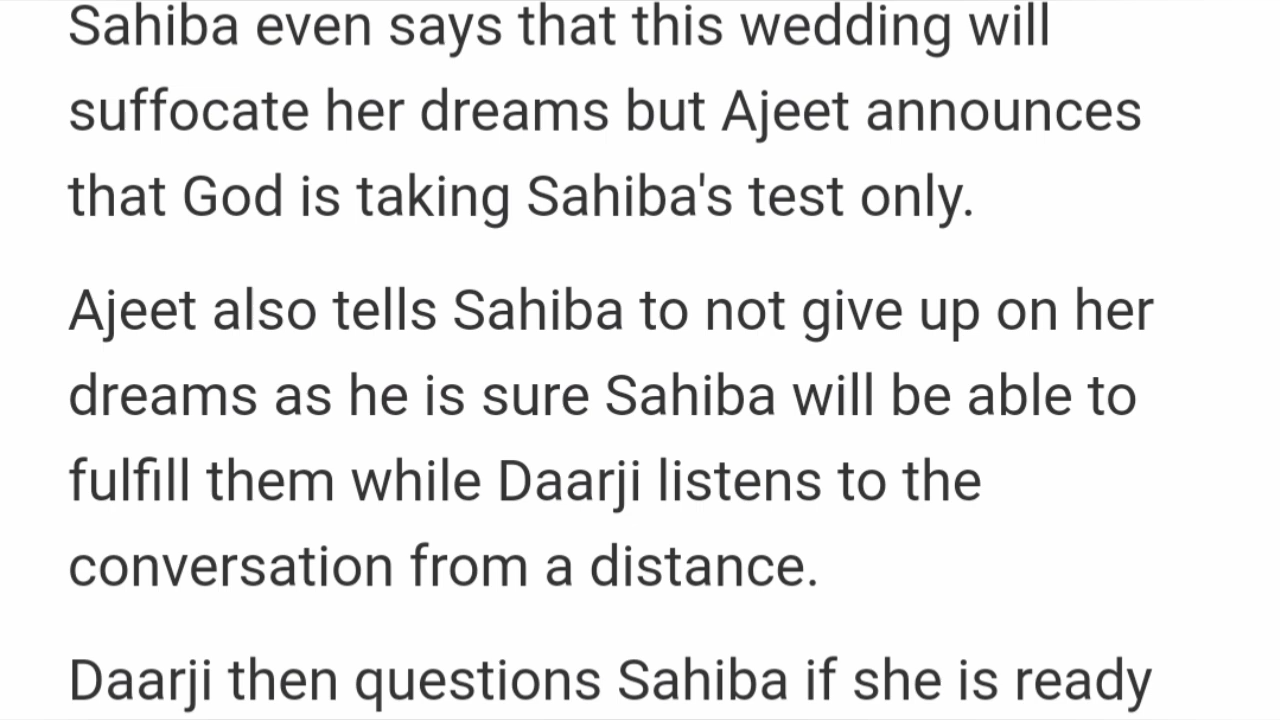 Sahiba even says that this wedding will
suffocate her dreams but Ajeet announces
that God is taking Sahiba's test only.
Ajeet also tells Sahiba to not give up on her
dreams as he is sure Sahiba will be able to
fulfill them while Daarji listens to the
conversation from a distance.
Daarji then questions Sahiba if she is ready